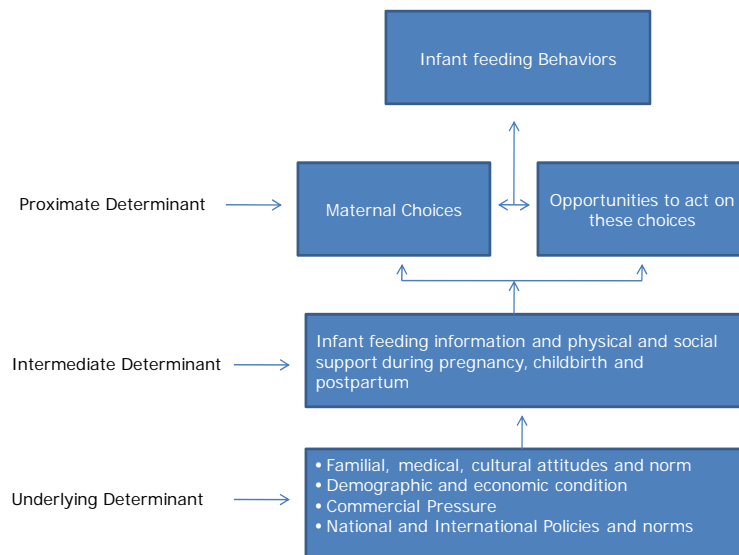 Infant feeding Behaviors
Proximate Determinant
Maternal Choices
Opportunities to act on
these choices
Intermediate Determinant
Infant feeding information and physical and social
support during pregnancy, childbirth and
postpartum
Underlying Determinant
• Familial, medical, cultural attitudes and norm
• Demographic and economic condition
• Commercial Pressure
• National and International Policies and norms